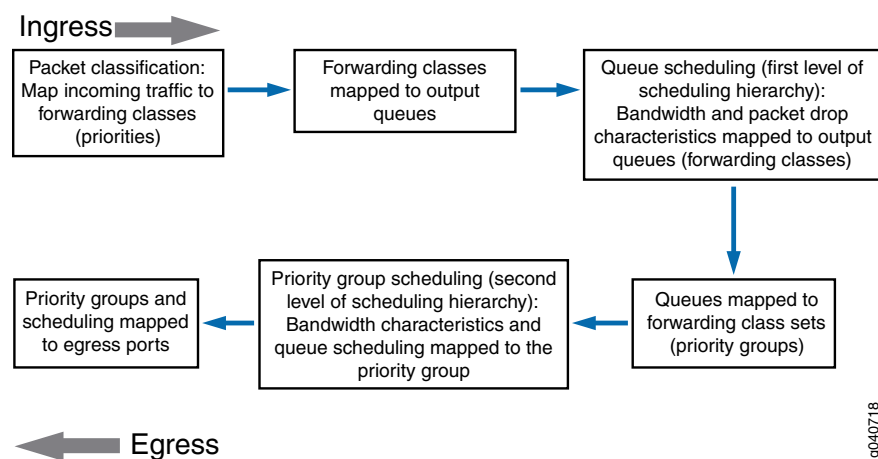 Ingress
Packet classification:
Map incoming traffic to
forwarding classes
(priorities)
Forwarding classes
mapped to output
queues
Queue scheduling (first level of
scheduling hierarchy):
Bandwidth and packet drop
characteristics mapped to output
queues (forwarding classes)
Queues mapped to
forwarding class sets
(priority groups)
Priority group scheduling (second
level of scheduling hierarchy):
Bandwidth characteristics and
queue scheduling mapped to the
priority group
Priority groups and
scheduling mapped
to egress ports
Egress
g040718